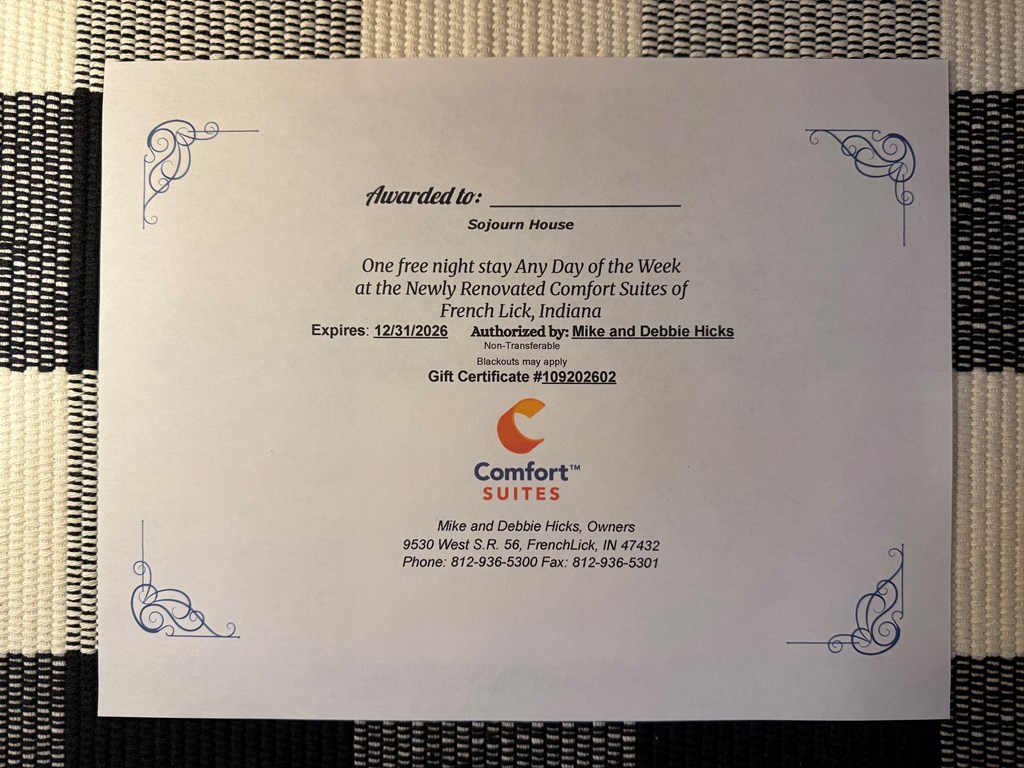 Awarded to: ____________________
Sojourn House
One free night stay Any Day of the Week
at the Newly Renovated Comfort Suites of
French Lick, Indiana
Expires: 12/31/2026 Authorized by: Mike and Debbie Hicks
Non-Transferable
Blackouts may apply
Gift Certificate #109202602
Comfort™
SUITES
Mike and Debbie Hicks, Owners
9530 West S.R. 56, FrenchLick, IN 47432
Phone: 812-936-5300 Fax: 812-936-5301